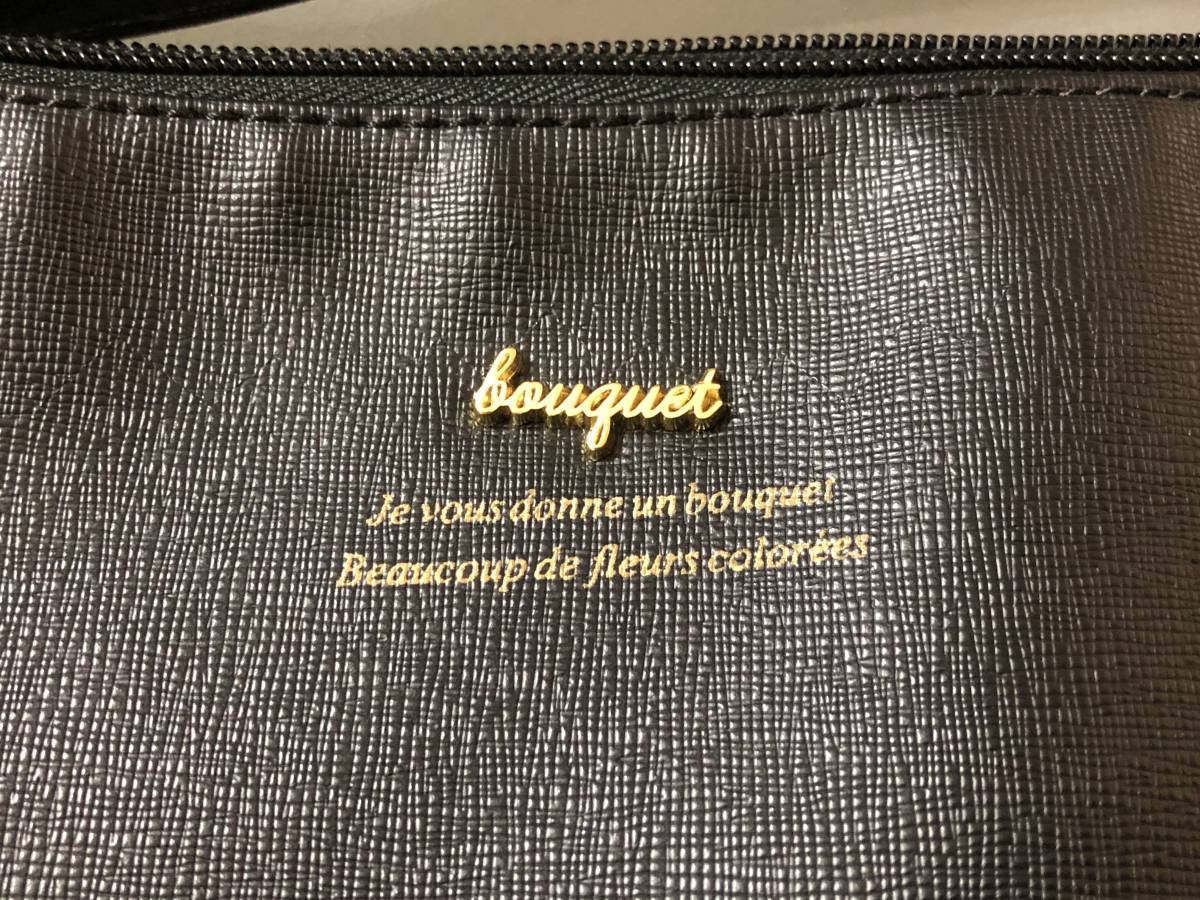 bouquet
Je vous donne un bouquet
Beaucoup de fleurs colorées